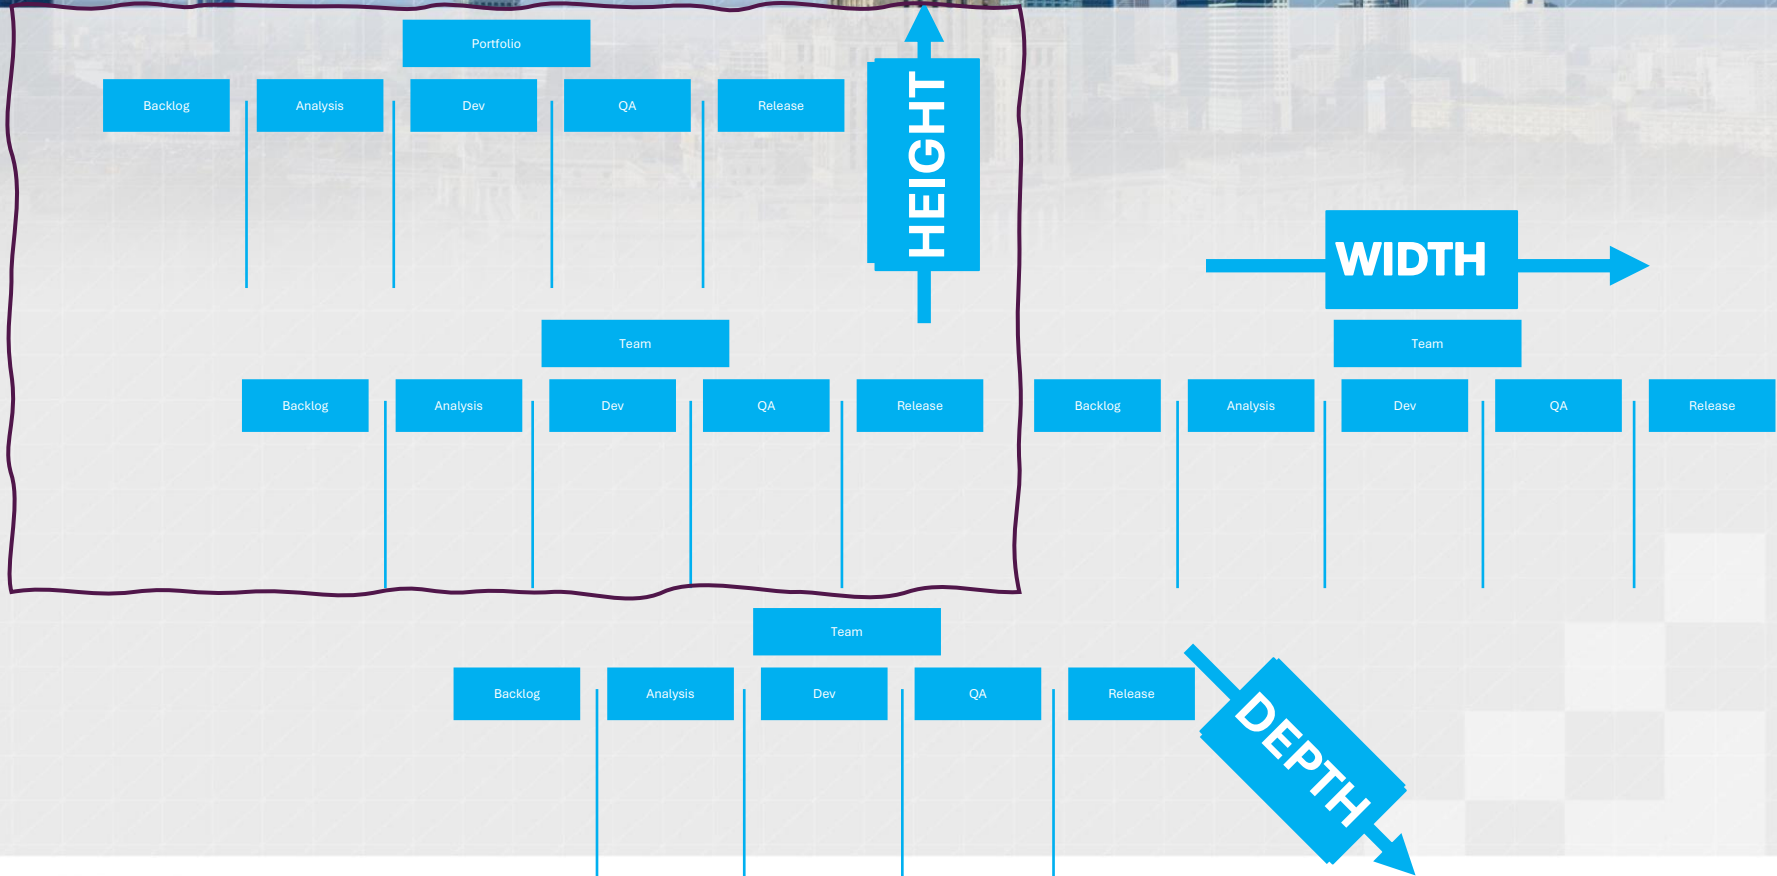 Portfolio
Backlog Analysis Dev QA Release
HEIGHT
WIDTH
Team
Backlog Analysis Dev QA Release
Team
Backlog Analysis Dev QA Release
Team
Backlog Analysis Dev QA Release
DEPTH